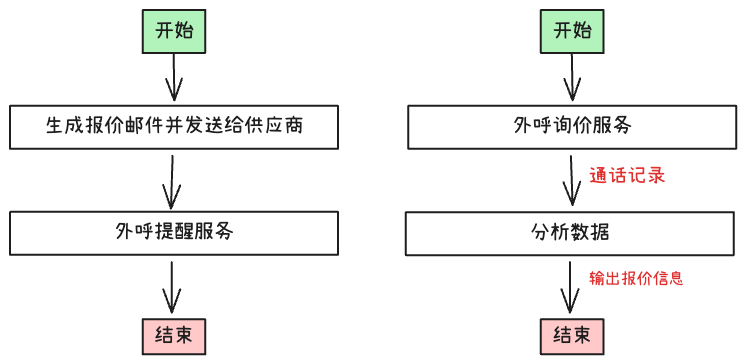 开始
生成报价邮件并发送给供应商
外呼提醒服务
结束
开始
外呼询价服务
通话记录
分析数据
输出报价信息
结束